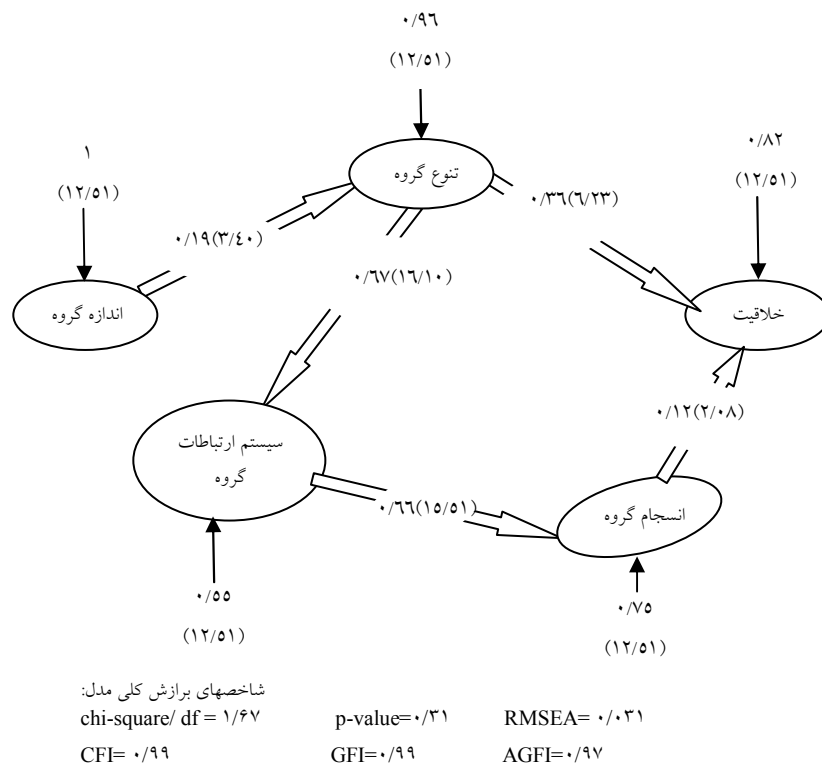 ۰/۹۶
(۱۲/۵۱)
۰/۸۲
(۱۲/۵۱)
۱
(۱۲/۵۱)
تنوع گروه
۰/۳۶(۶/۲۳)
۰/۱۹(۳/۴۰)
۰/۶۷(۱۶/۱۰)
اندازه گروه
خلاقیت
۰/۱۲(۲/۰۸)
سیستم ارتباطات
گروه
۰/۶۶(۱۵/۵۱)
انسجام گروه
۰/۵۵
(۱۲/۵۱)
۰/۷۵
(۱۲/۵۱)
شاخصهای برازش کلی مدل:
chi-square/ df = ۱/۶۷ p-value=۰/۳۱ RMSEA= ۰/۰۳۱
CFI= ۰/۹۹ GFI=۰/۹۹ AGFI=۰/۹۷